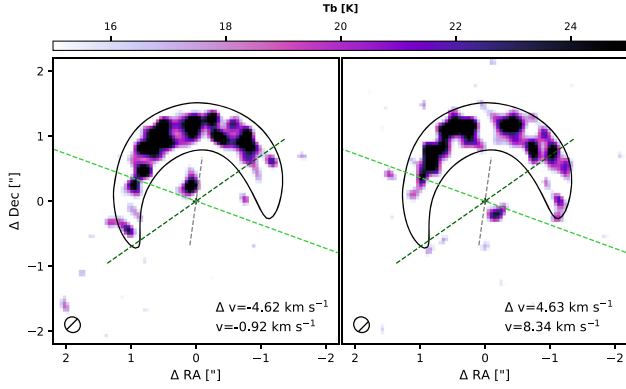 Tb [K]
16 18 20 22 24
2
1
0
−1
−2
Δ Dec ["]
Δ v=-4.62 km s⁻¹
v=-0.92 km s⁻¹
Δ v=4.63 km s⁻¹
v=8.34 km s⁻¹
2 1 0 −1 −2 2 1 0 −1 −2
Δ RA ["] Δ RA ["]